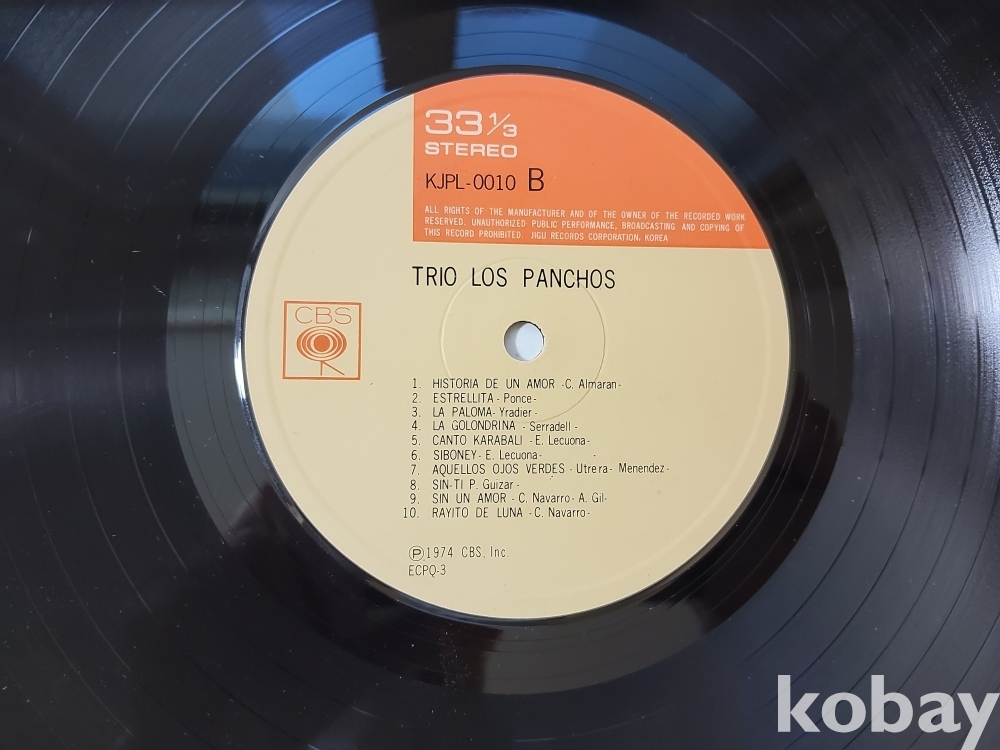 33 1/3
STEREO
KJPL-0010 B
ALL RIGHTS OF THE MANUFACTURER AND OF THE OWNER OF THE RECORDED WORK
RESERVED. UNAUTHORIZED PUBLIC PERFORMANCE, BROADCASTING AND COPYING OF
THIS RECORD PROHIBITED. JIGU RECORDS CORPORATION, KOREA
TRIO LOS PANCHOS
CBS
1. HISTORIA DE UN AMOR -C. Almaran-
2. ESTRELLITA - Ponce-
3. LA PALOMA- Yradier -
4. LA GOLONDRINA - Serradell -
5. CANTO KARABALI - E. Lecuona-
6. SIBONEY - E. Lecuona- -
7. AQUELLOS OJOS VERDES - Utrera- Menendez-
8. SIN-TI P. Guizar -
9. SIN UN AMOR - C. Navarro- A. Gil-
10. RAYITO DE LUNA - C. Navarro-
Ⓟ1974 CBS, Inc.
ECPQ-3
kobay